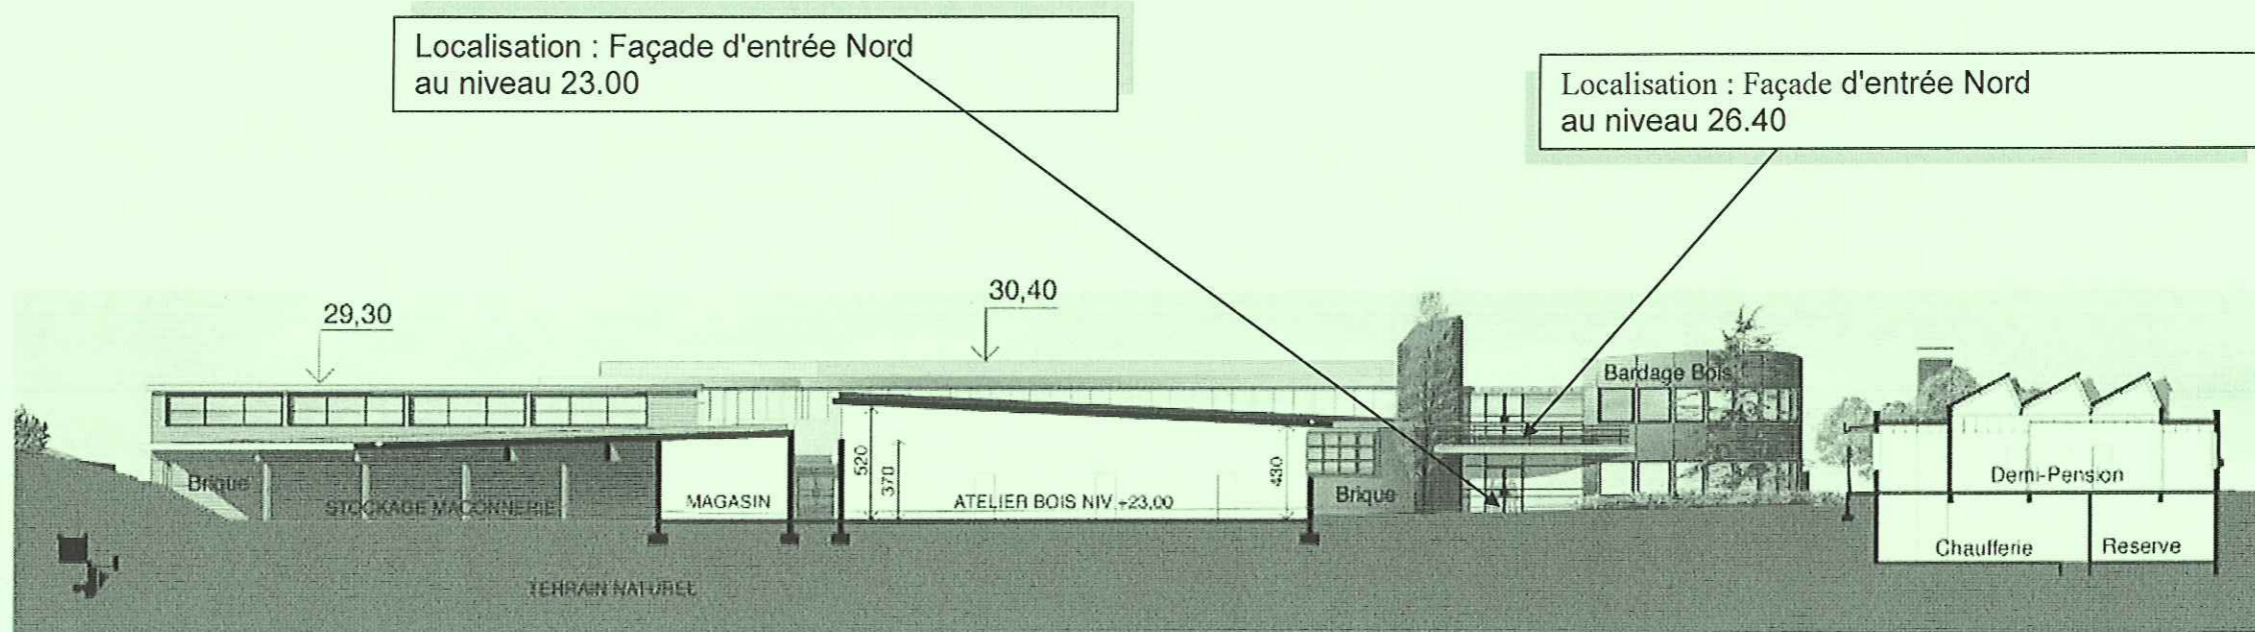 Localisation : Façade d'entrée Nord
au niveau 23.00
Localisation : Façade d'entrée Nord
au niveau 26.40
29,30
30,40
Bardage Bois
Brique
STOCKAGE MACONNERIE
MAGASIN
520
370
ATELIER BOIS NIV +23,00
430
Brique
Demi-Pension
Chaufferie
Reserve
TERRAIN NATUREL